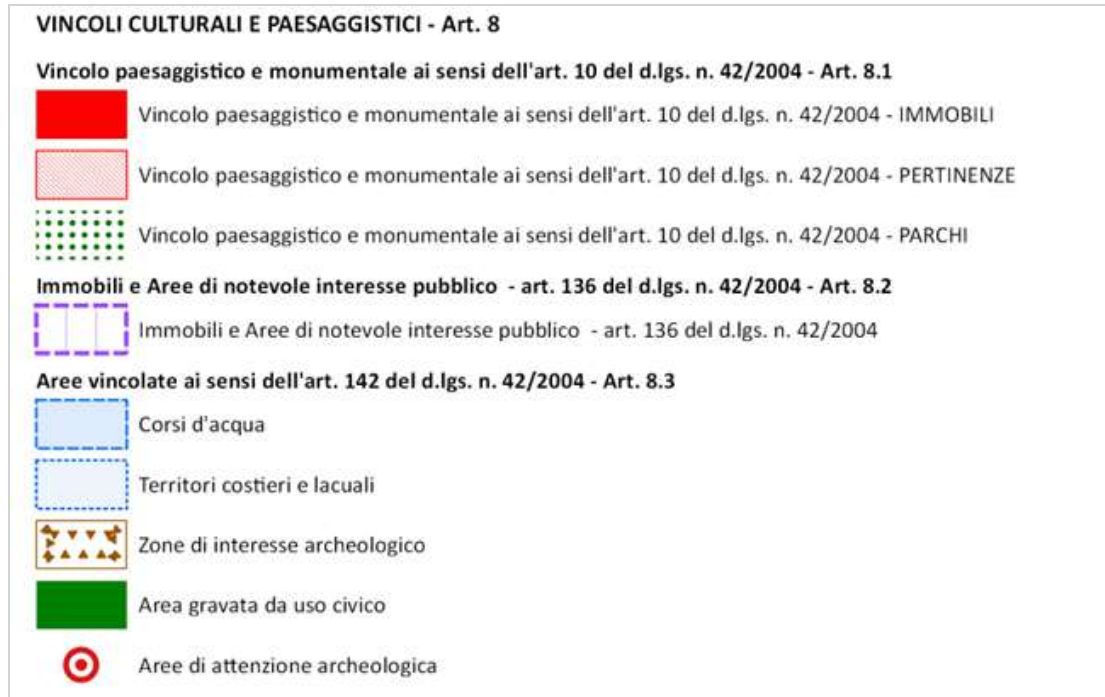 VINCOLI CULTURALI E PAESAGGISTICI - Art. 8
Vincolo paesaggistico e monumentale ai sensi dell'art. 10 del d.lgs. n. 42/2004 - Art. 8.1
Vincolo paesaggistico e monumentale ai sensi dell'art. 10 del d.lgs. n. 42/2004 - IMMOBILI
Vincolo paesaggistico e monumentale ai sensi dell'art. 10 del d.lgs. n. 42/2004 - PERTINENZE
Vincolo paesaggistico e monumentale ai sensi dell'art. 10 del d.lgs. n. 42/2004 - PARCHI
Immobili e Aree di notevole interesse pubblico - art. 136 del d.lgs. n. 42/2004 - Art. 8.2
Immobili e Aree di notevole interesse pubblico - art. 136 del d.lgs. n. 42/2004
Aree vincolate ai sensi dell'art. 142 del d.lgs. n. 42/2004 - Art. 8.3
Corsi d'acqua
Territori costieri e lacuali
Zone di interesse archeologico
Area gravata da uso civico
Aree di attenzione archeologica